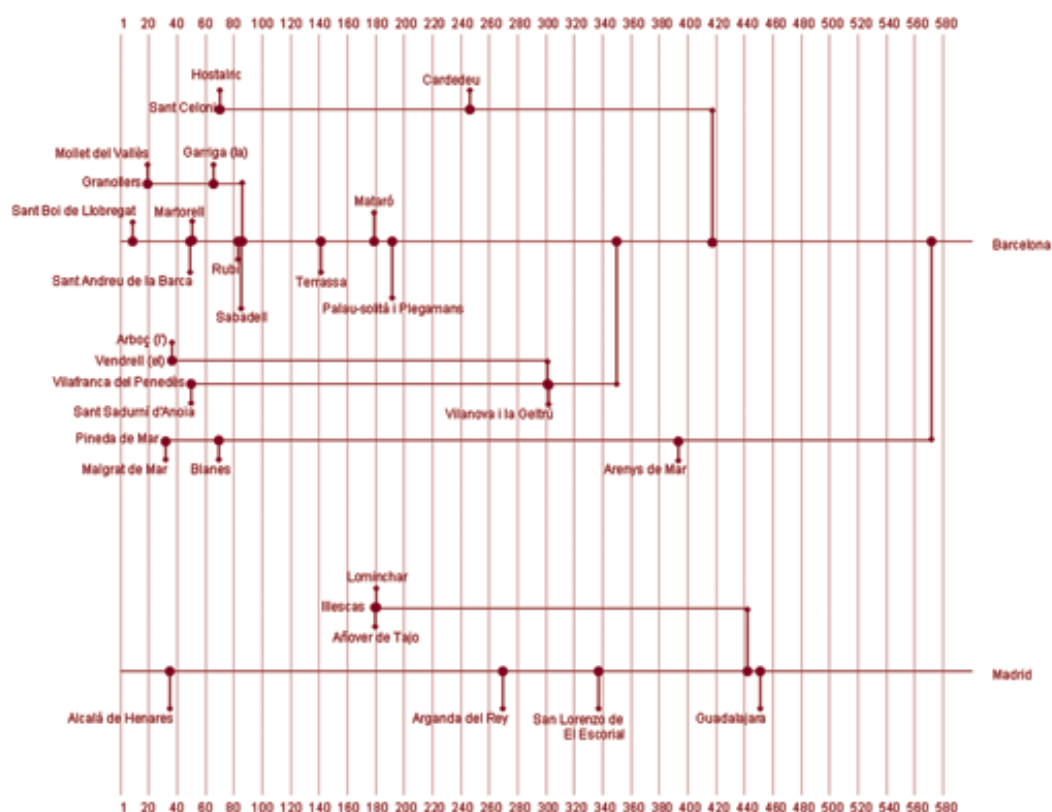 1 20 40 60 80 100 120 140 160 180 200 220 240 260 280 300 320 340 360 380 400 420 440 460 480 500 520 540 560 580
Hostalric
Cardedeu
Sant Celoni
Mollet del Vallès
Garriga (la)
Granollers
Sant Boi de Llobregat
Martorell
Mataró
Barcelona
Sant Andreu de la Barca
Rubí
Terrassa
Sabadell
Palau-solità i Plegamans
Arboç (l')
Vendrell (el)
Vilafranca del Penedès
Sant Sadurní d'Anoia
Vilanova i la Geltrú
Pineda de Mar
Malgrat de Mar
Blanes
Arenys de Mar
Lominchar
Illescas
Añover de Tajo
Madrid
Alcalá de Henares
Arganda del Rey
San Lorenzo de
El Escorial
Guadalajara
1 20 40 60 80 100 120 140 160 180 200 220 240 260 280 300 320 340 360 380 400 420 440 460 480 500 520 540 560 580